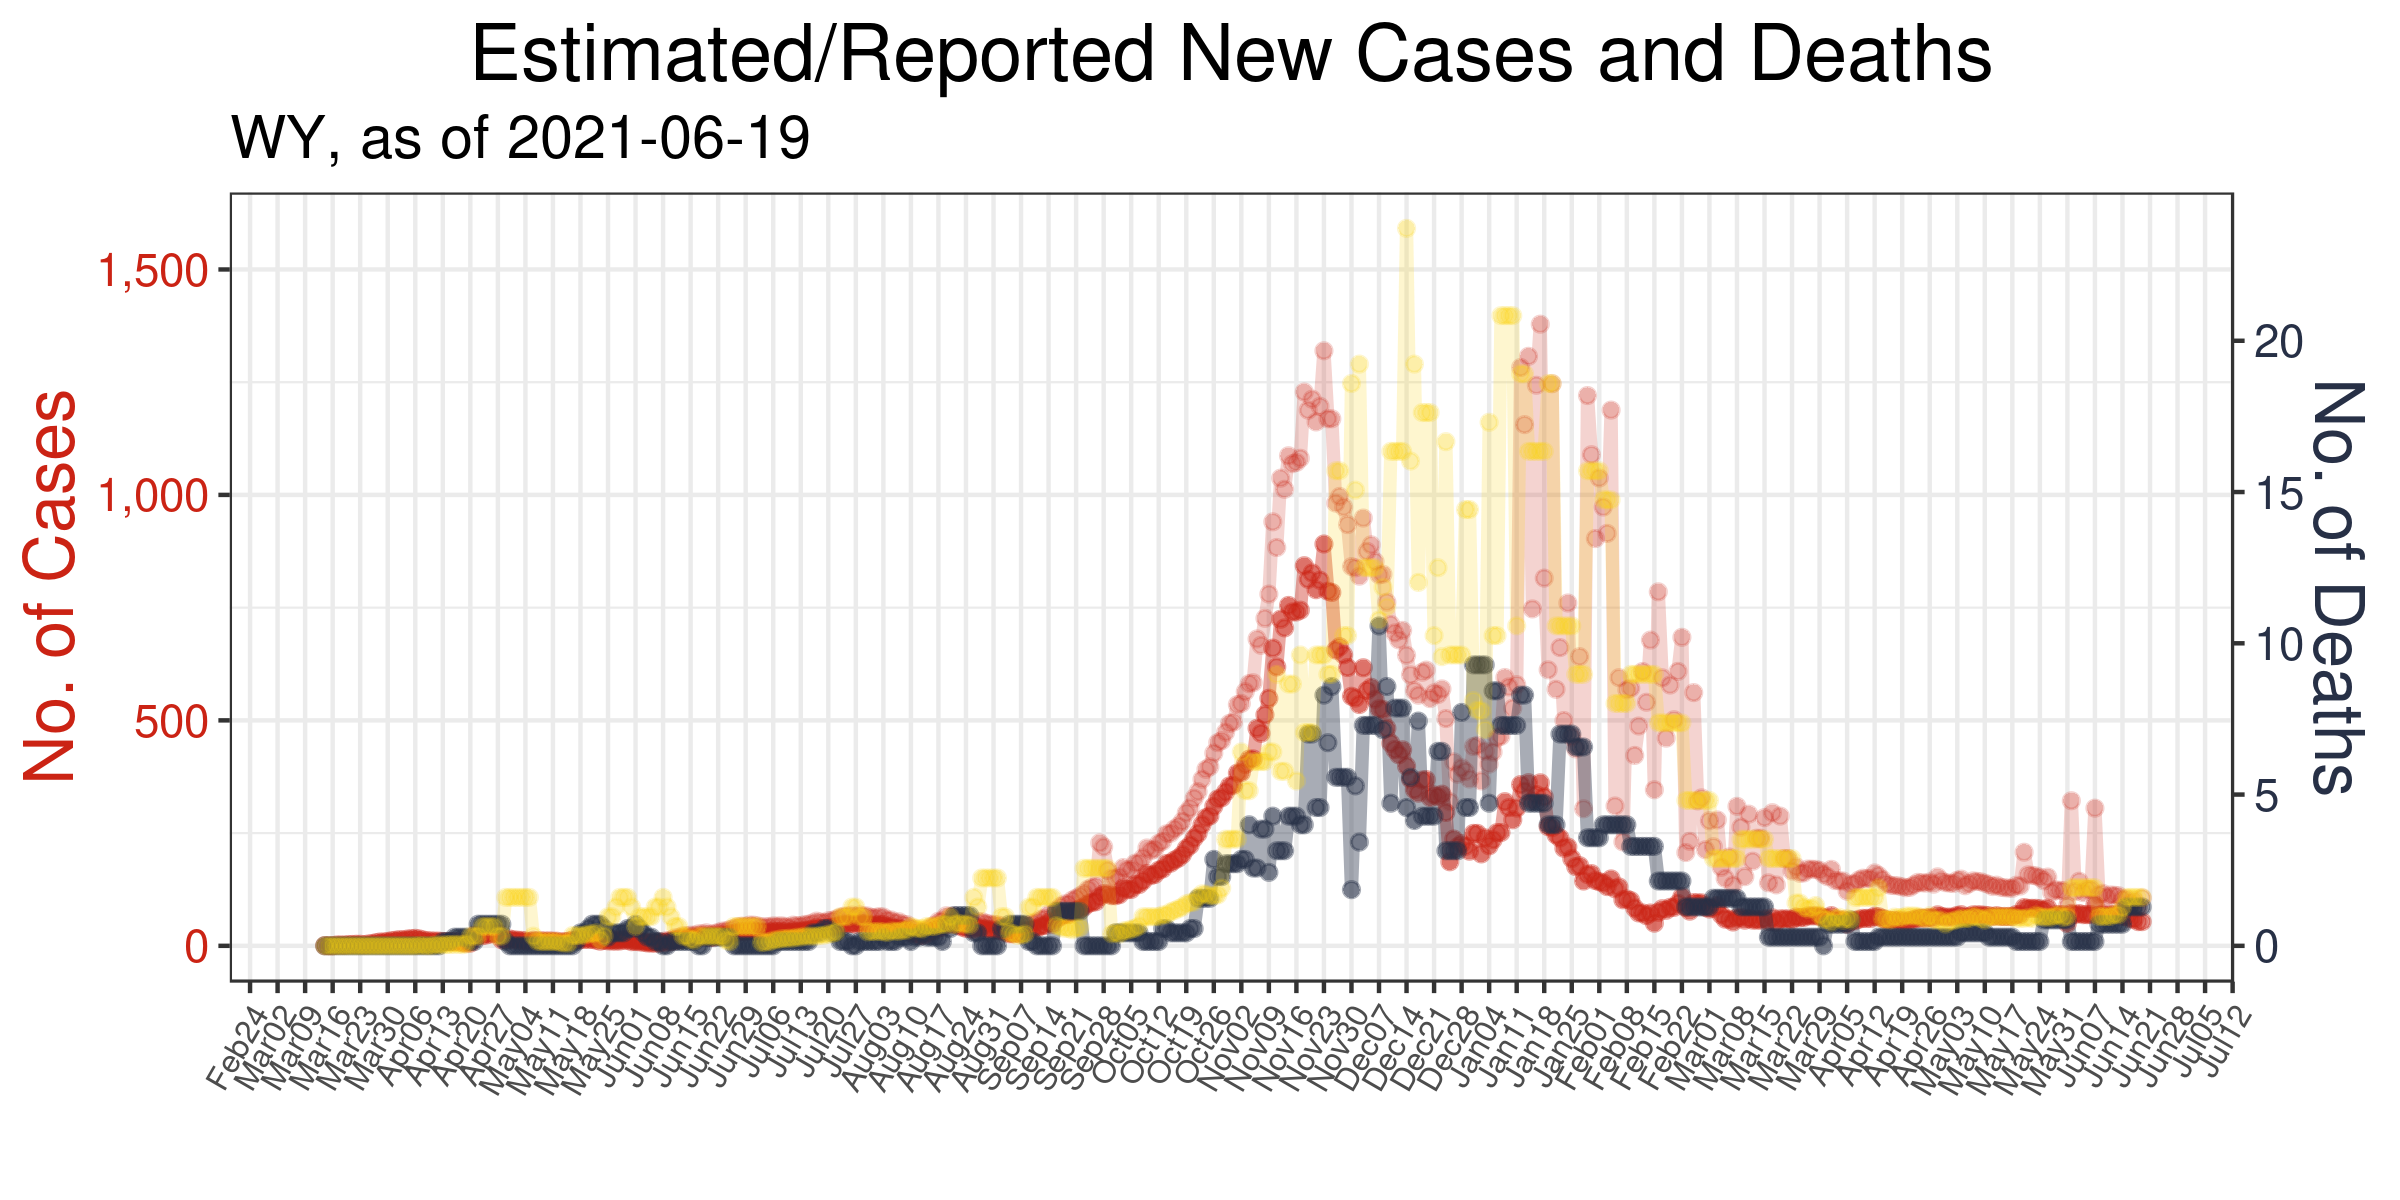 Estimated/Reported New Cases and Deaths
WY, as of 2021-06-19
No. of Cases
1,500
1,000
500
0
20
15
10
5
0
No. of Deaths
Feb24 Mar02 Mar09 Mar16 Mar23 Mar30 Apr06 Apr13 Apr20 Apr27 May04 May11 May18 May25 Jun01 Jun08 Jun15 Jun22 Jun29 Jul06 Jul13 Jul20 Jul27 Aug03 Aug10 Aug17 Aug24 Aug31 Sep07 Sep14 Sep21 Sep28 Oct05 Oct12 Oct19 Oct26 Nov02 Nov09 Nov16 Nov23 Nov30 Dec07 Dec14 Dec21 Dec28 Jan04 Jan11 Jan18 Jan25 Feb01 Feb08 Feb15 Feb22 Mar01 Mar08 Mar15 Mar22 Mar29 Apr05 Apr12 Apr19 Apr26 May03 May10 May17 May24 May31 Jun07 Jun14 Jun21 Jun28 Jul05 Jul12